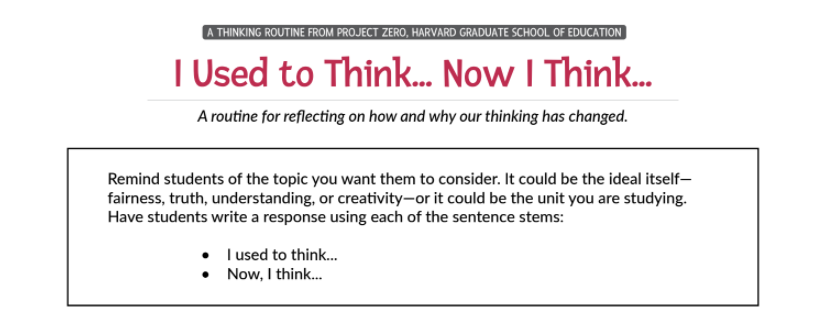 A THINKING ROUTINE FROM PROJECT ZERO, HARVARD GRADUATE SCHOOL OF EDUCATION
I Used to Think... Now I Think...
A routine for reflecting on how and why our thinking has changed.
Remind students of the topic you want them to consider. It could be the ideal itself—
fairness, truth, understanding, or creativity—or it could be the unit you are studying.
Have students write a response using each of the sentence stems:
• I used to think...
• Now, I think...